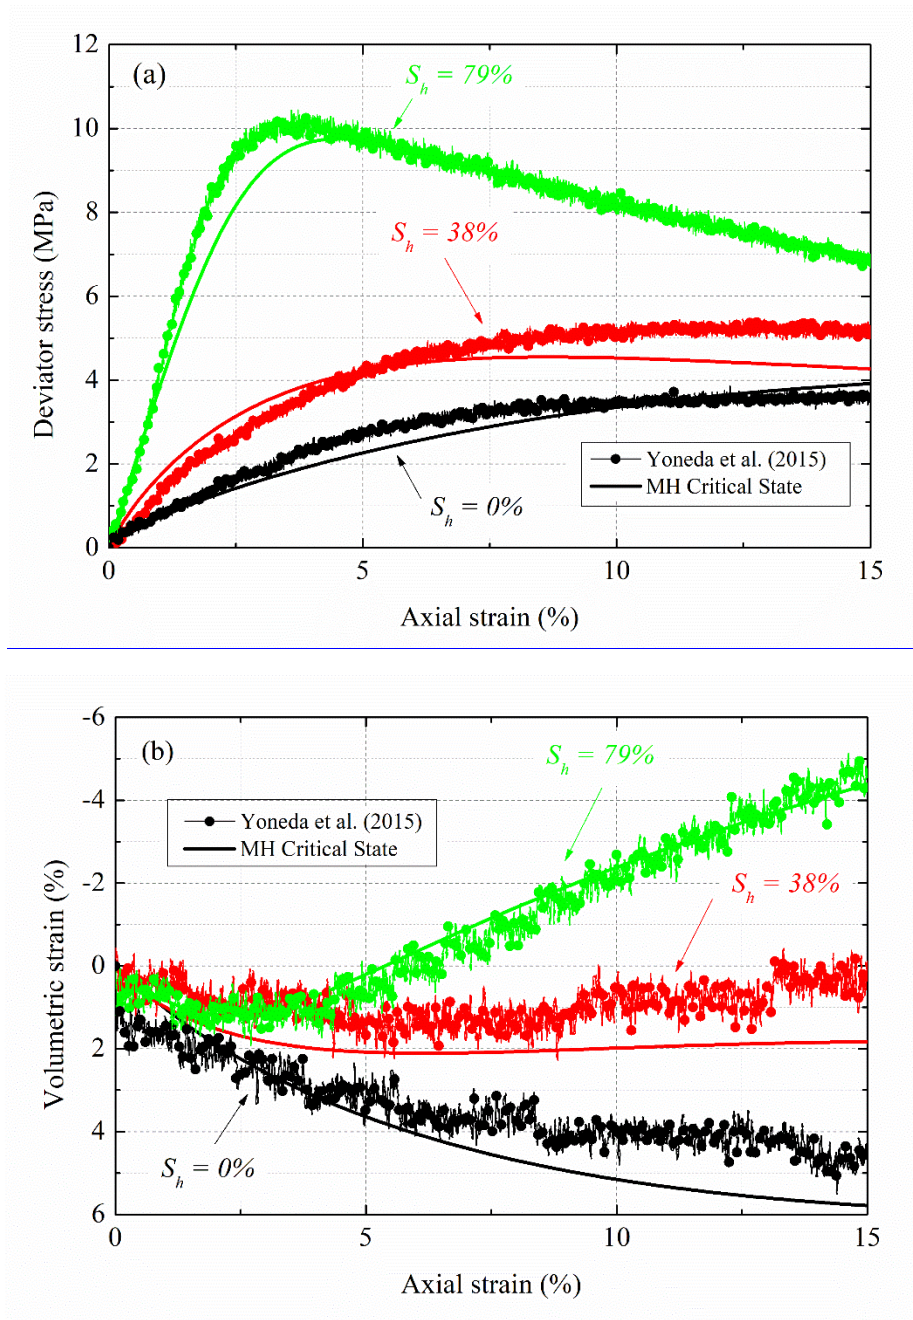 12
10
8
6
4
2
0
Deviator stress (MPa)
(a)
S_h = 79%
S_h = 38%
S_h = 0%
Yoneda et al. (2015)
MH Critical State
0
5
10
15
Axial strain (%)
-6
-4
-2
0
2
4
6
Volumetric strain (%)
(b)
S_h = 79%
Yoneda et al. (2015)
MH Critical State
S_h = 38%
S_h = 0%
0
5
10
15
Axial strain (%)